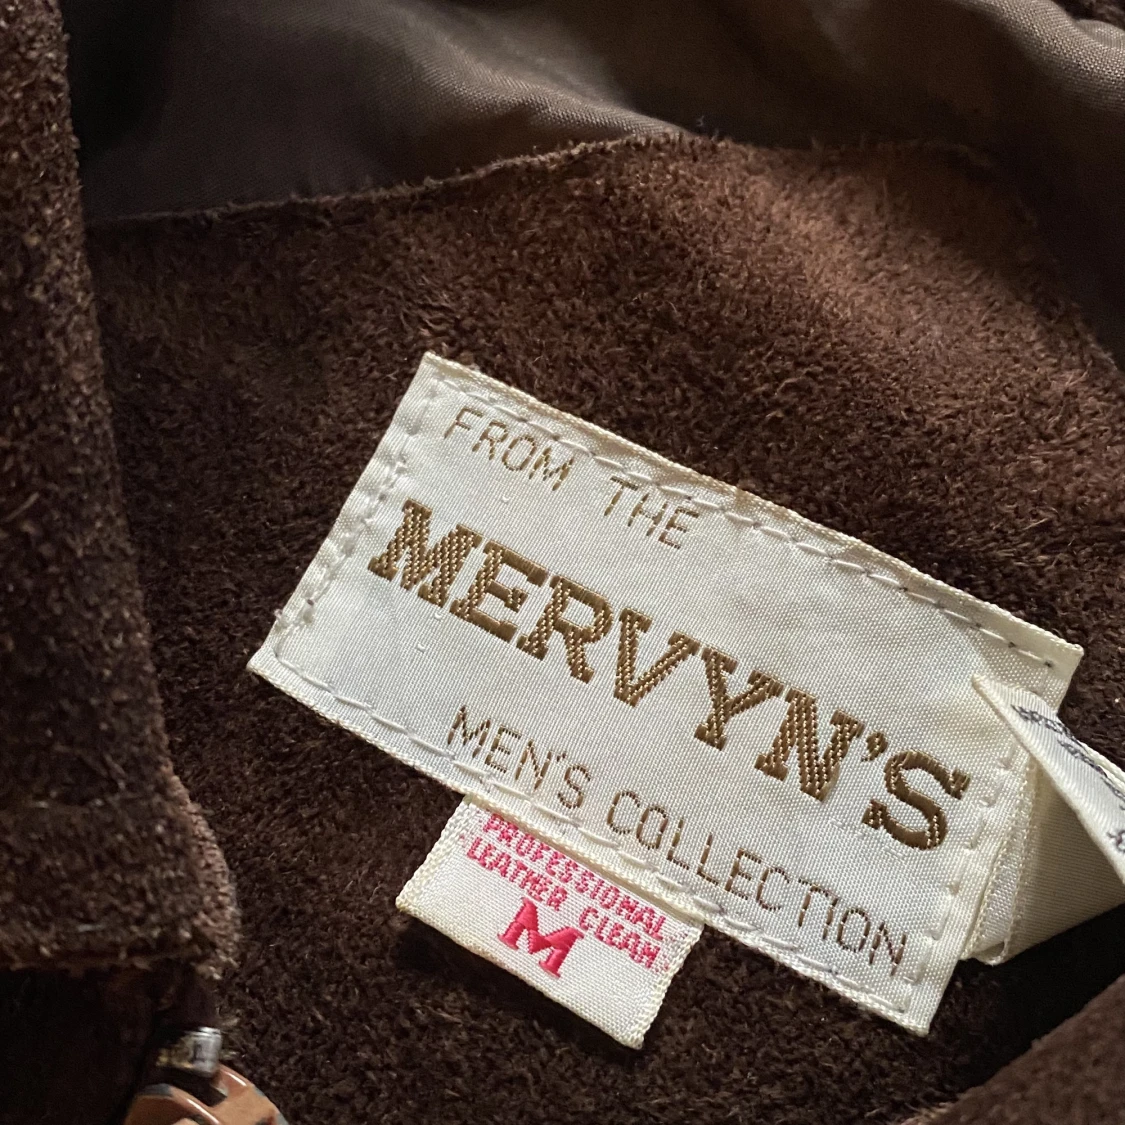 FROM THE
MERVYN'S
MEN'S COLLECTION
PROFESSIONAL
LEATHER CLEAN
M